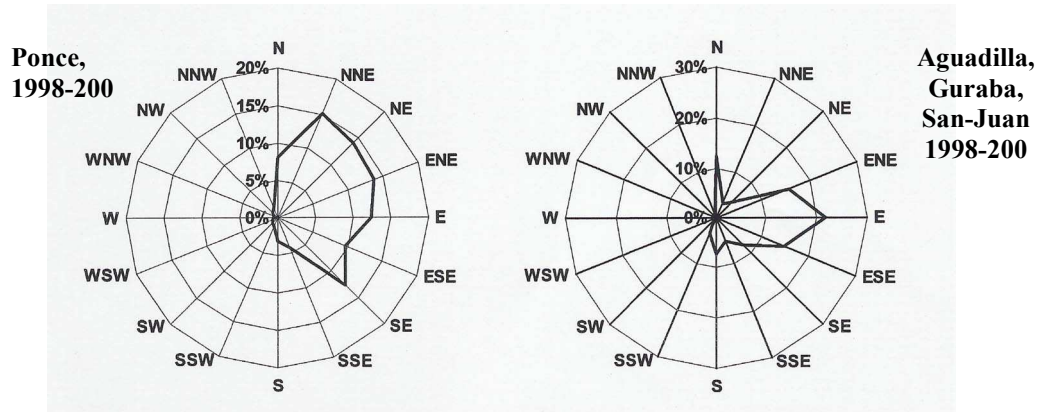 Ponce,
1998-200
N
NNE
NE
ENE
E
ESE
SE
SSE
S
SSW
SW
WSW
W
WNW
NW
NNW
20%
15%
10%
5%
0%
N
NNE
NE
ENE
E
ESE
SE
SSE
S
SSW
SW
WSW
W
WNW
NW
NNW
30%
20%
10%
0%
Aguadilla,
Guraba,
San-Juan
1998-200